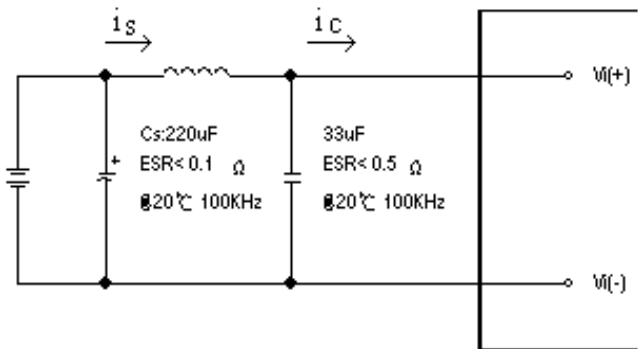 is
ic
Vi(+)
Cs:220uF
ESR<0.1 Ω
@20℃ 100KHz
33uF
ESR<0.5 Ω
@20℃ 100KHz
+
Vi(-)